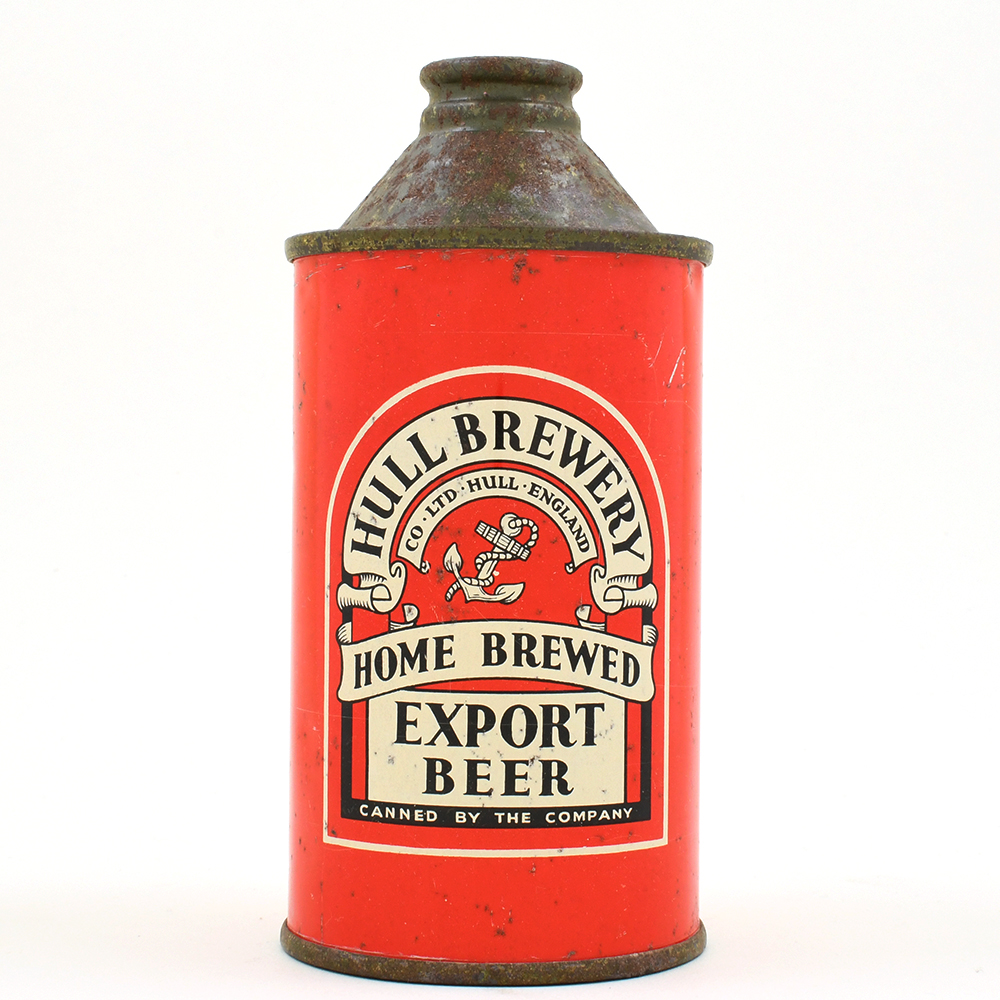 HULL BREWERY
CO · LTD · HULL · ENGLAND
HOME BREWED
EXPORT
BEER
CANNED BY THE COMPANY